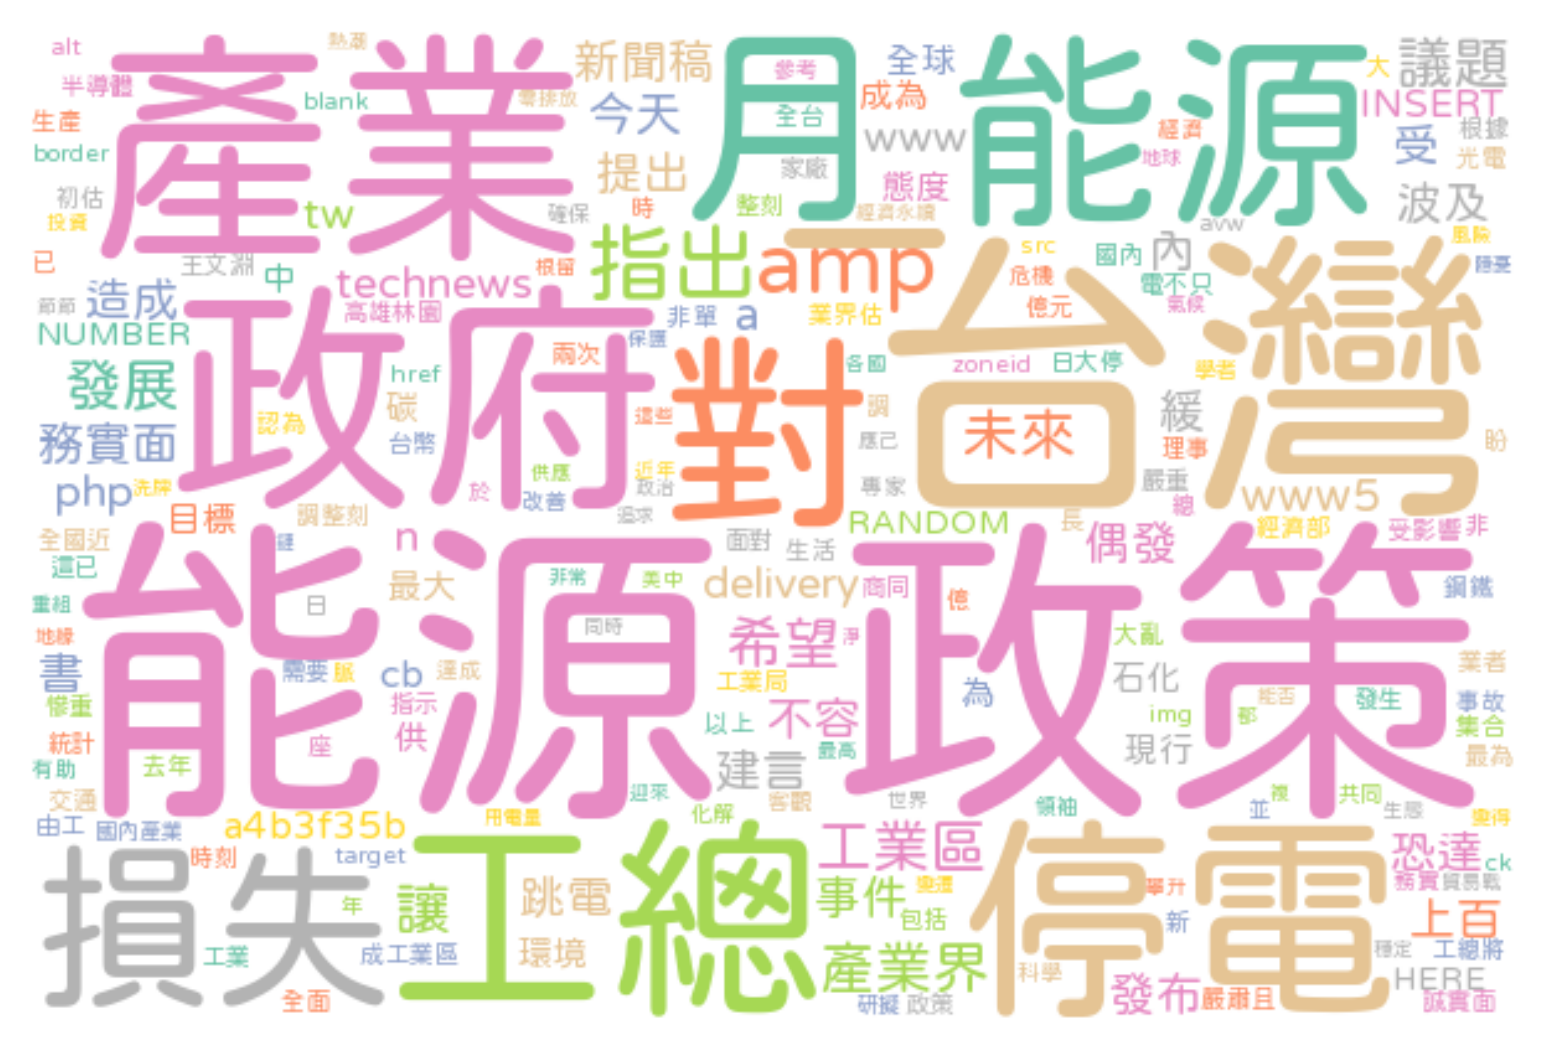 alt
熱潮
產業
新聞稿
月能源
全球
大
議題
半導體
blank
零排放
今天
參考
成為
INSERT
生產
全台
www
經濟
受
根據
border
提出
家廠
態度
地球
光電
初估
tw
確保
時
整刻
經濟永續
波及
投資
avw
指出
一
amp
src
國內
內
台灣
風險
已
王文淵
中
technews
根留
危機
電不只
造成
節節
高雄林園
非單
a
業界估
億元
氣候
NUMBER
政府
兩次
對
各國
zoneid
日大停
學者
發展
href
碳
這些
調
未來
緩
務實面
認為
台幣
應己
理事
盼
php
洗牌
供應
近年
專家
嚴重
於
改善
政治
總
www5
目標
調整刻
追求
RANDOM
長
全國近
n
面對
生活
偶發
經濟部
受影響
非
這已
最大
非常
美中
delivery
商同
鋼鐵
重組
日
能源政策
億
地緣
同時
希望
淨
大亂
書
需要
cb
達成
工業局
石化
業者
慘重
指示
以上
不容
為
img
能否
發生
事故
統計
座
供
最高
建言
現行
集合
有助
去年
最為
交通
迎來
客觀
世界
領袖
並
共同
生態
由工
國內產業
a4b3f35b
用電量
化解
變得
時刻
target
工總
工業區
停電
恐達
ck
損失
讓
跳電
事件
務實
貿易戰
年
包括
新
上百
工業
成工業區
環境
產業界
科學
穩定
工總將
HERE
全面
研擬
政策
發布
嚴肅且
誠實面